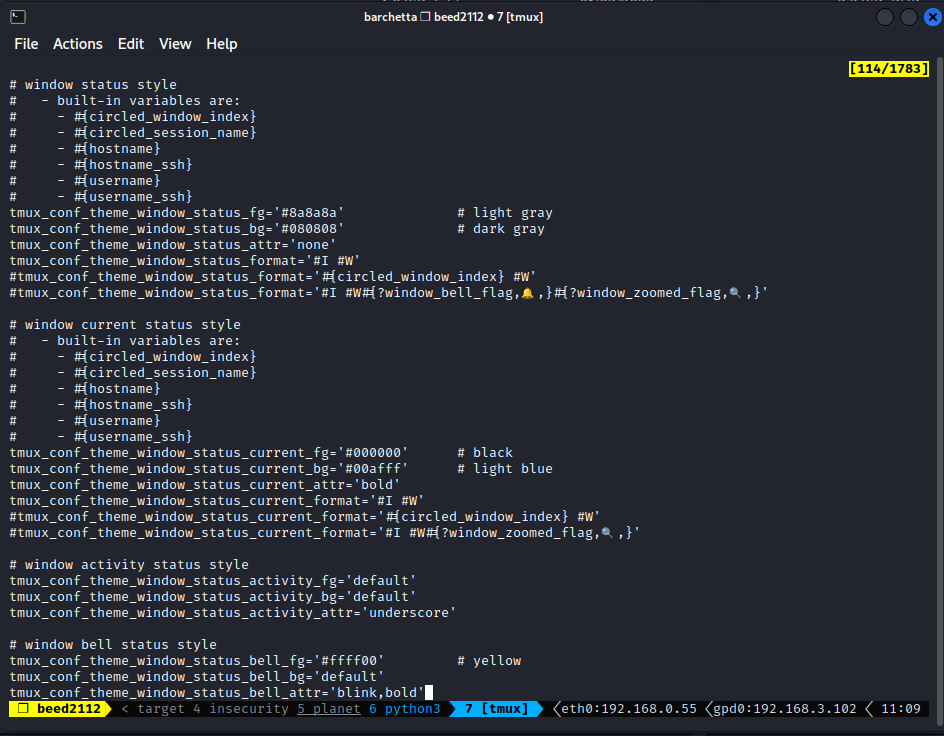 barchetta ❐ beed2112 ● 7 [tmux]
File Actions Edit View Help
[114/1783]
# window status style
#   - built-in variables are:
#     - #{circled_window_index}
#     - #{circled_session_name}
#     - #{hostname}
#     - #{hostname_ssh}
#     - #{username}
#     - #{username_ssh}
tmux_conf_theme_window_status_fg='#8a8a8a'              # light gray
tmux_conf_theme_window_status_bg='#080808'              # dark gray
tmux_conf_theme_window_status_attr='none'
tmux_conf_theme_window_status_format='#I #W'
#tmux_conf_theme_window_status_format='#{circled_window_index} #W'
#tmux_conf_theme_window_status_format='#I #W#{?window_bell_flag,🔔,}#{?window_zoomed_flag,🔍,}'
# window current status style
#   - built-in variables are:
#     - #{circled_window_index}
#     - #{circled_session_name}
#     - #{hostname}
#     - #{hostname_ssh}
#     - #{username}
#     - #{username_ssh}
tmux_conf_theme_window_status_current_fg='#000000'      # black
tmux_conf_theme_window_status_current_bg='#00afff'      # light blue
tmux_conf_theme_window_status_current_attr='bold'
tmux_conf_theme_window_status_current_format='#I #W'
#tmux_conf_theme_window_status_current_format='#{circled_window_index} #W'
#tmux_conf_theme_window_status_current_format='#I #W#{?window_zoomed_flag,🔍,}'
# window activity status style
tmux_conf_theme_window_status_activity_fg='default'
tmux_conf_theme_window_status_activity_bg='default'
tmux_conf_theme_window_status_activity_attr='underscore'
# window bell status style
tmux_conf_theme_window_status_bell_fg='#ffff00'         # yellow
tmux_conf_theme_window_status_bell_bg='default'
tmux_conf_theme_window_status_bell_attr='blink,bold'
❐ beed2112 < target 4 insecurity 5 planet 6 python3 7 [tmux] eth0:192.168.0.55 gpd0:192.168.3.102 11:09